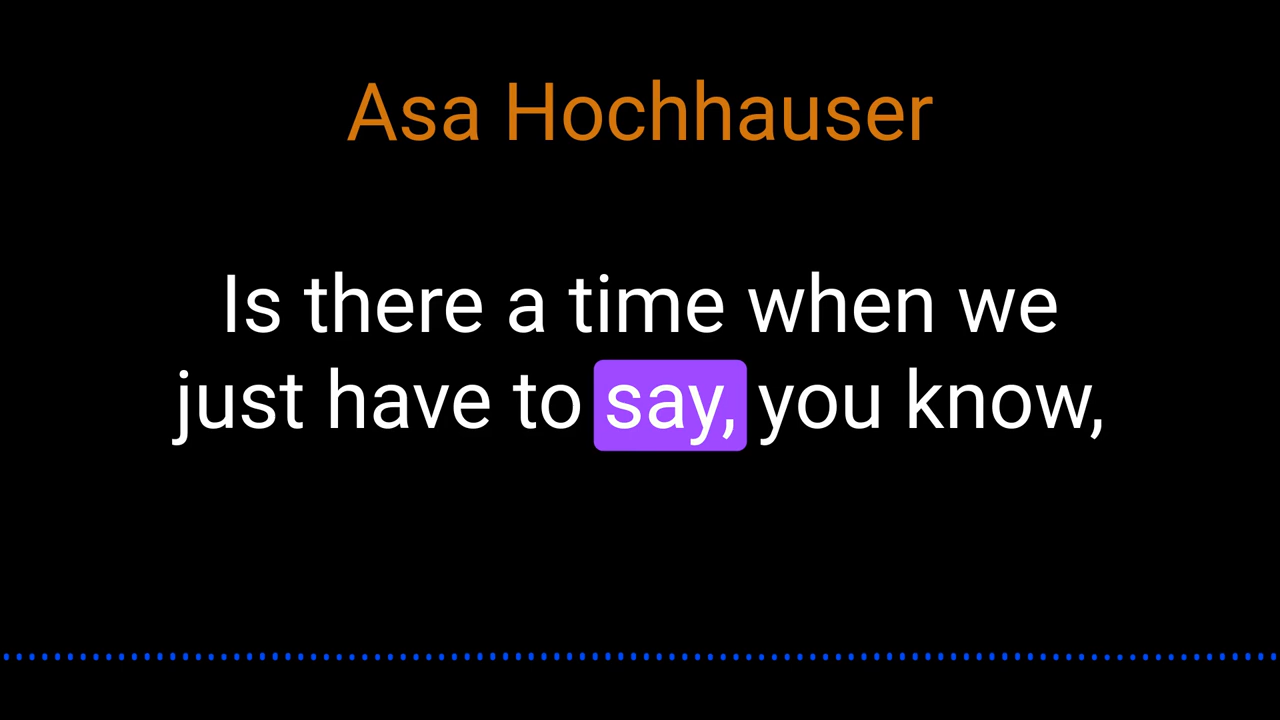 Asa Hochhauser
Is there a time when we
just have to say, you know,